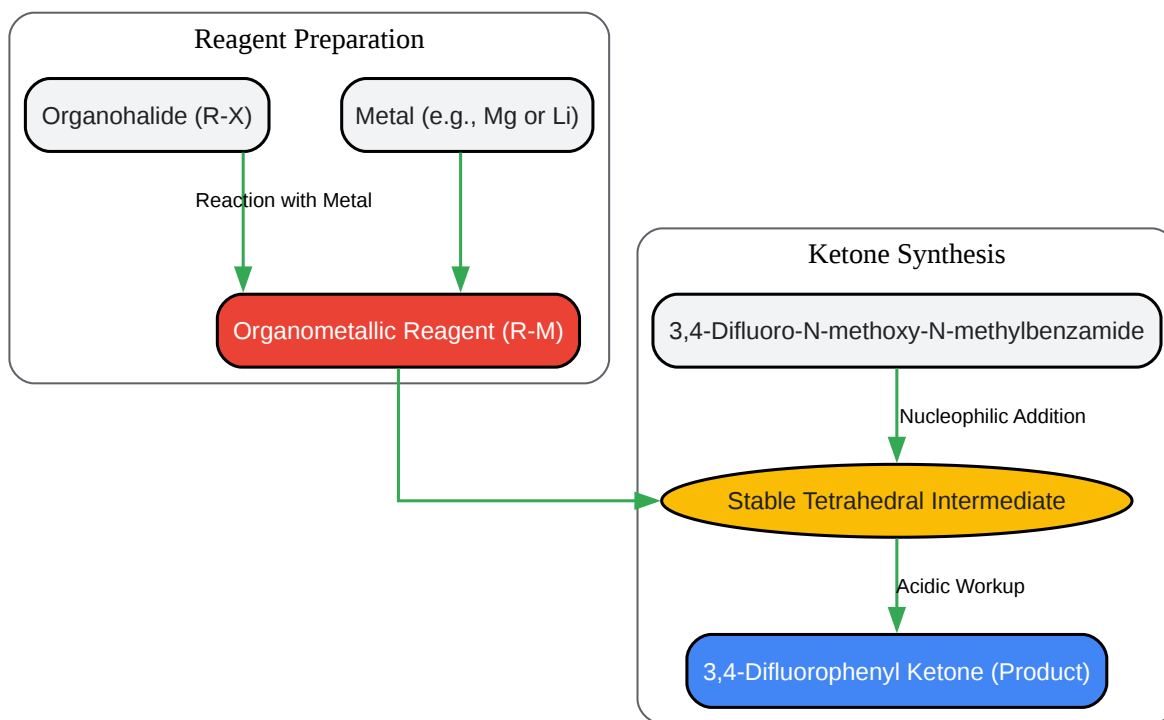 Reagent Preparation
Organohalide (R-X)
Metal (e.g., Mg or Li)
Reaction with Metal
Organometallic Reagent (R-M)
Ketone Synthesis
3,4-Difluoro-N-methoxy-N-methylbenzamide
Nucleophilic Addition
Stable Tetrahedral Intermediate
Acidic Workup
3,4-Difluorophenyl Ketone (Product)